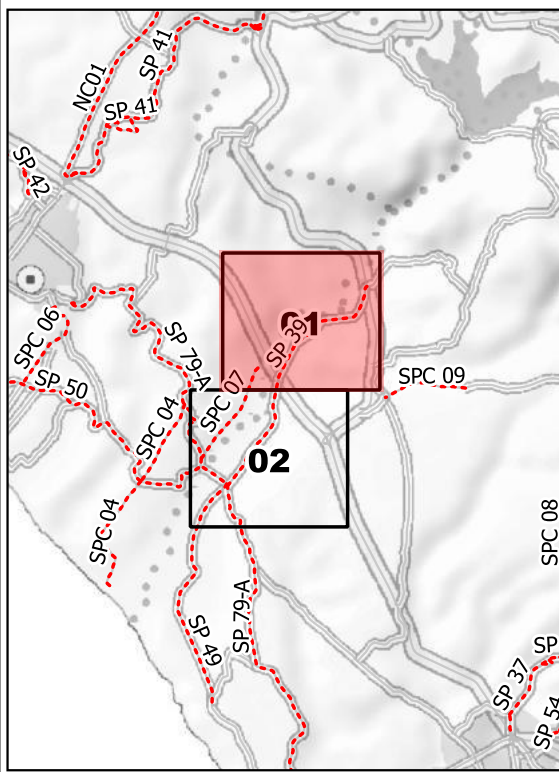 SP 41
NC01
SP 41
SP 42
01
SP 39
SPC 06
SP 79-A
SP 50
SPC 07
SPC 09
SPC 04
02
SPC 04
SPC 08
SP 79-A
SP 49
SP
SP 37
SP 54